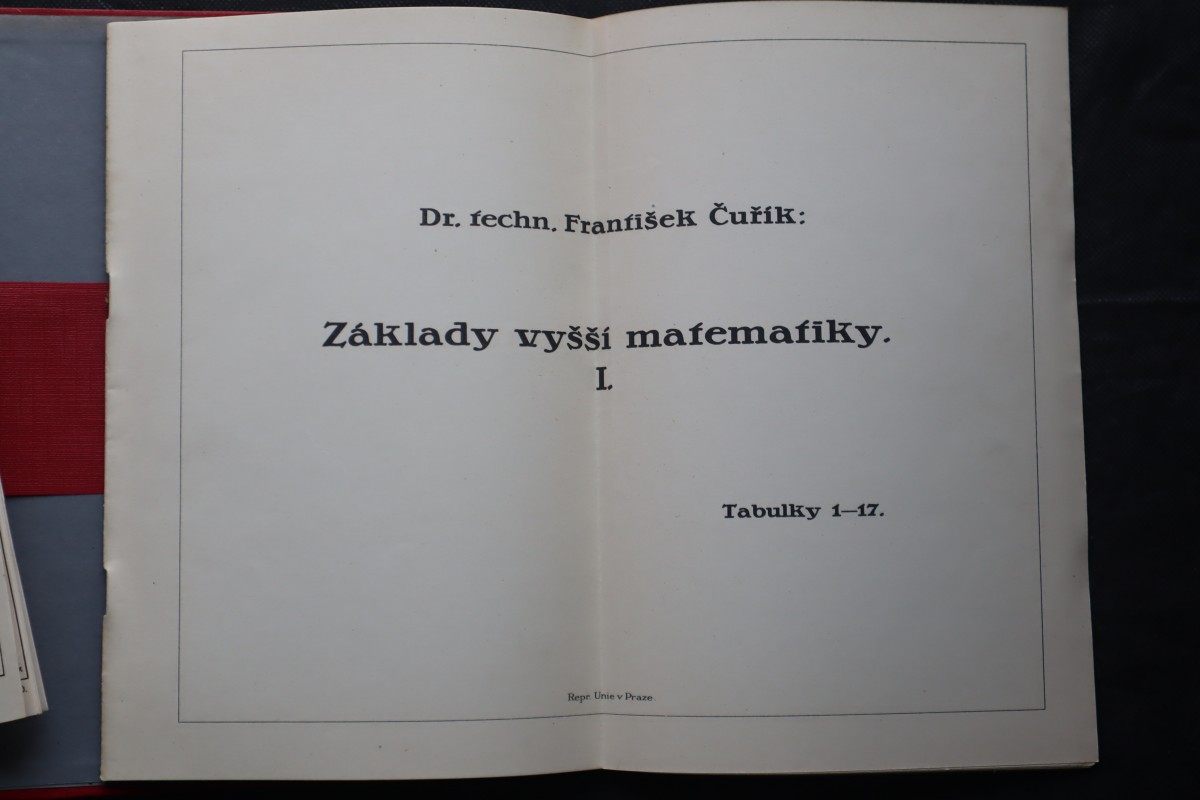 Dr. techn. František Čuřík:
Základy vyšší matematiky.
I.
Tabulky 1—17.
Repr. Unie v Praze.